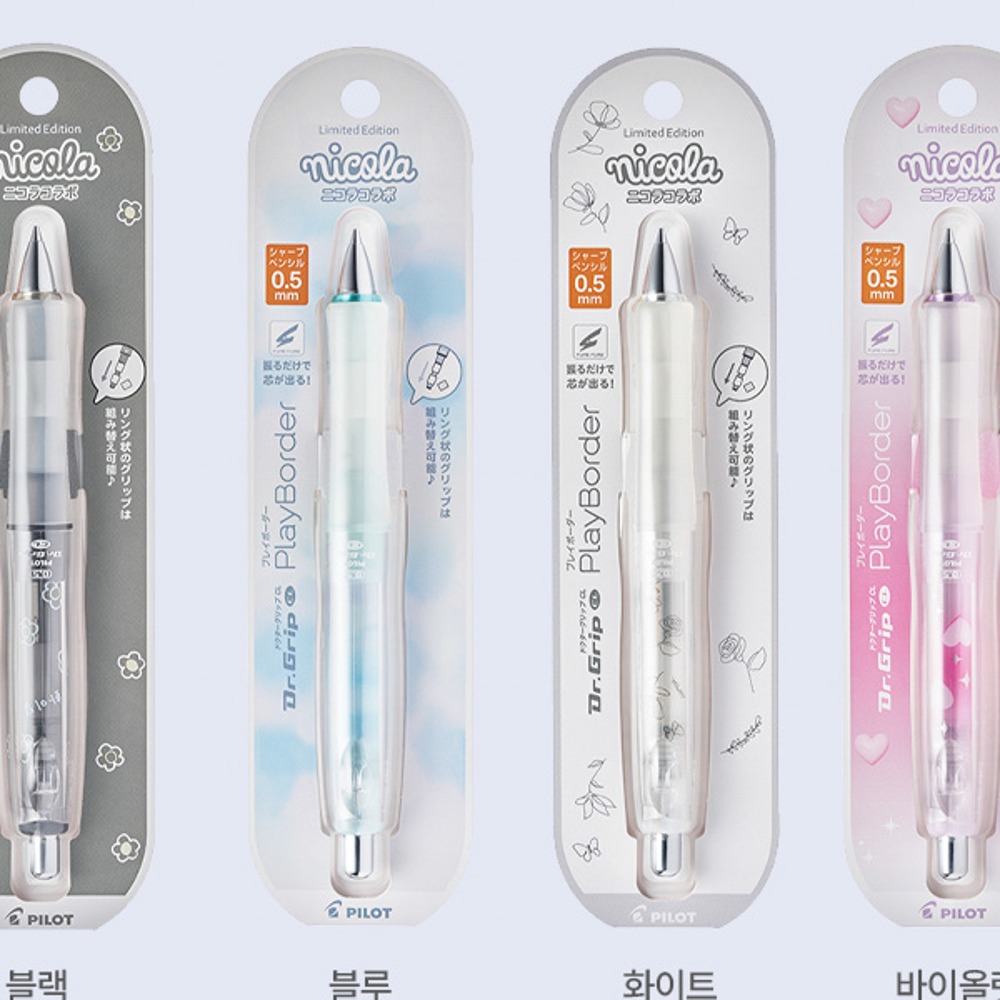 Limited Edition
nicola
ニコラコラボ
リング状のグリップは
組み替え可能♪
PILOT
블랙
Limited Edition
nicola
ニコラコラボ
シャープ
ペンシル
0.5
mm
振るだけで
芯が出る!
リング状のグリップは
組み替え可能♪
プレイボーダー
PlayBorder
ドクターグリップCL
Dr.Grip CL
PILOT
블루
Limited Edition
nicola
ニコラコラボ
シャープ
ペンシル
0.5
mm
振るだけで
芯が出る!
リング状のグリップは
組み替え可能♪
プレイボーダー
PlayBorder
ドクターグリップCL
Dr.Grip CL
PILOT
화이트
Limited Edition
nicola
ニコラコラボ
シャープ
ペンシル
0.5
mm
振るだけで
芯が出る!
プレイボーダー
PlayBorder
ドクターグリップCL
Dr.Grip CL
PILOT
바이올렛